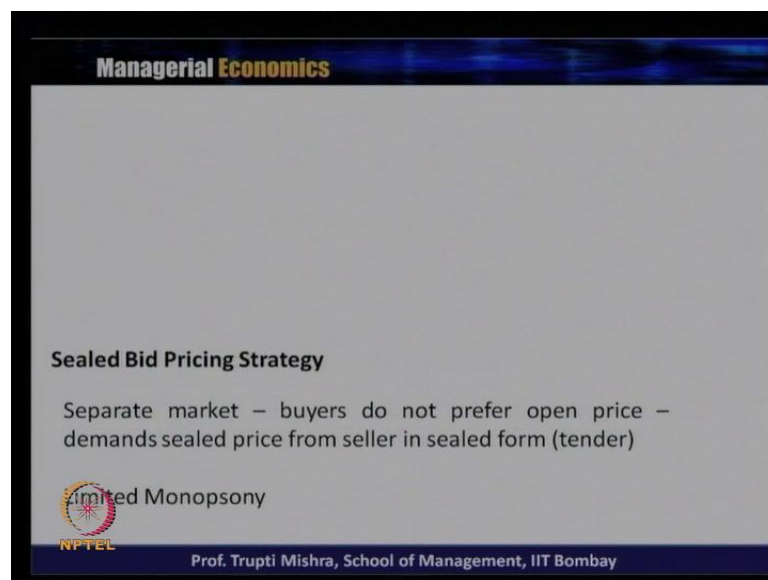 Managerial Economics
Sealed Bid Pricing Strategy
Separate market – buyers do not prefer open price –
demands sealed price from seller in sealed form (tender)
Limited Monopsony
NPTEL
Prof. Trupti Mishra, School of Management, IIT Bombay